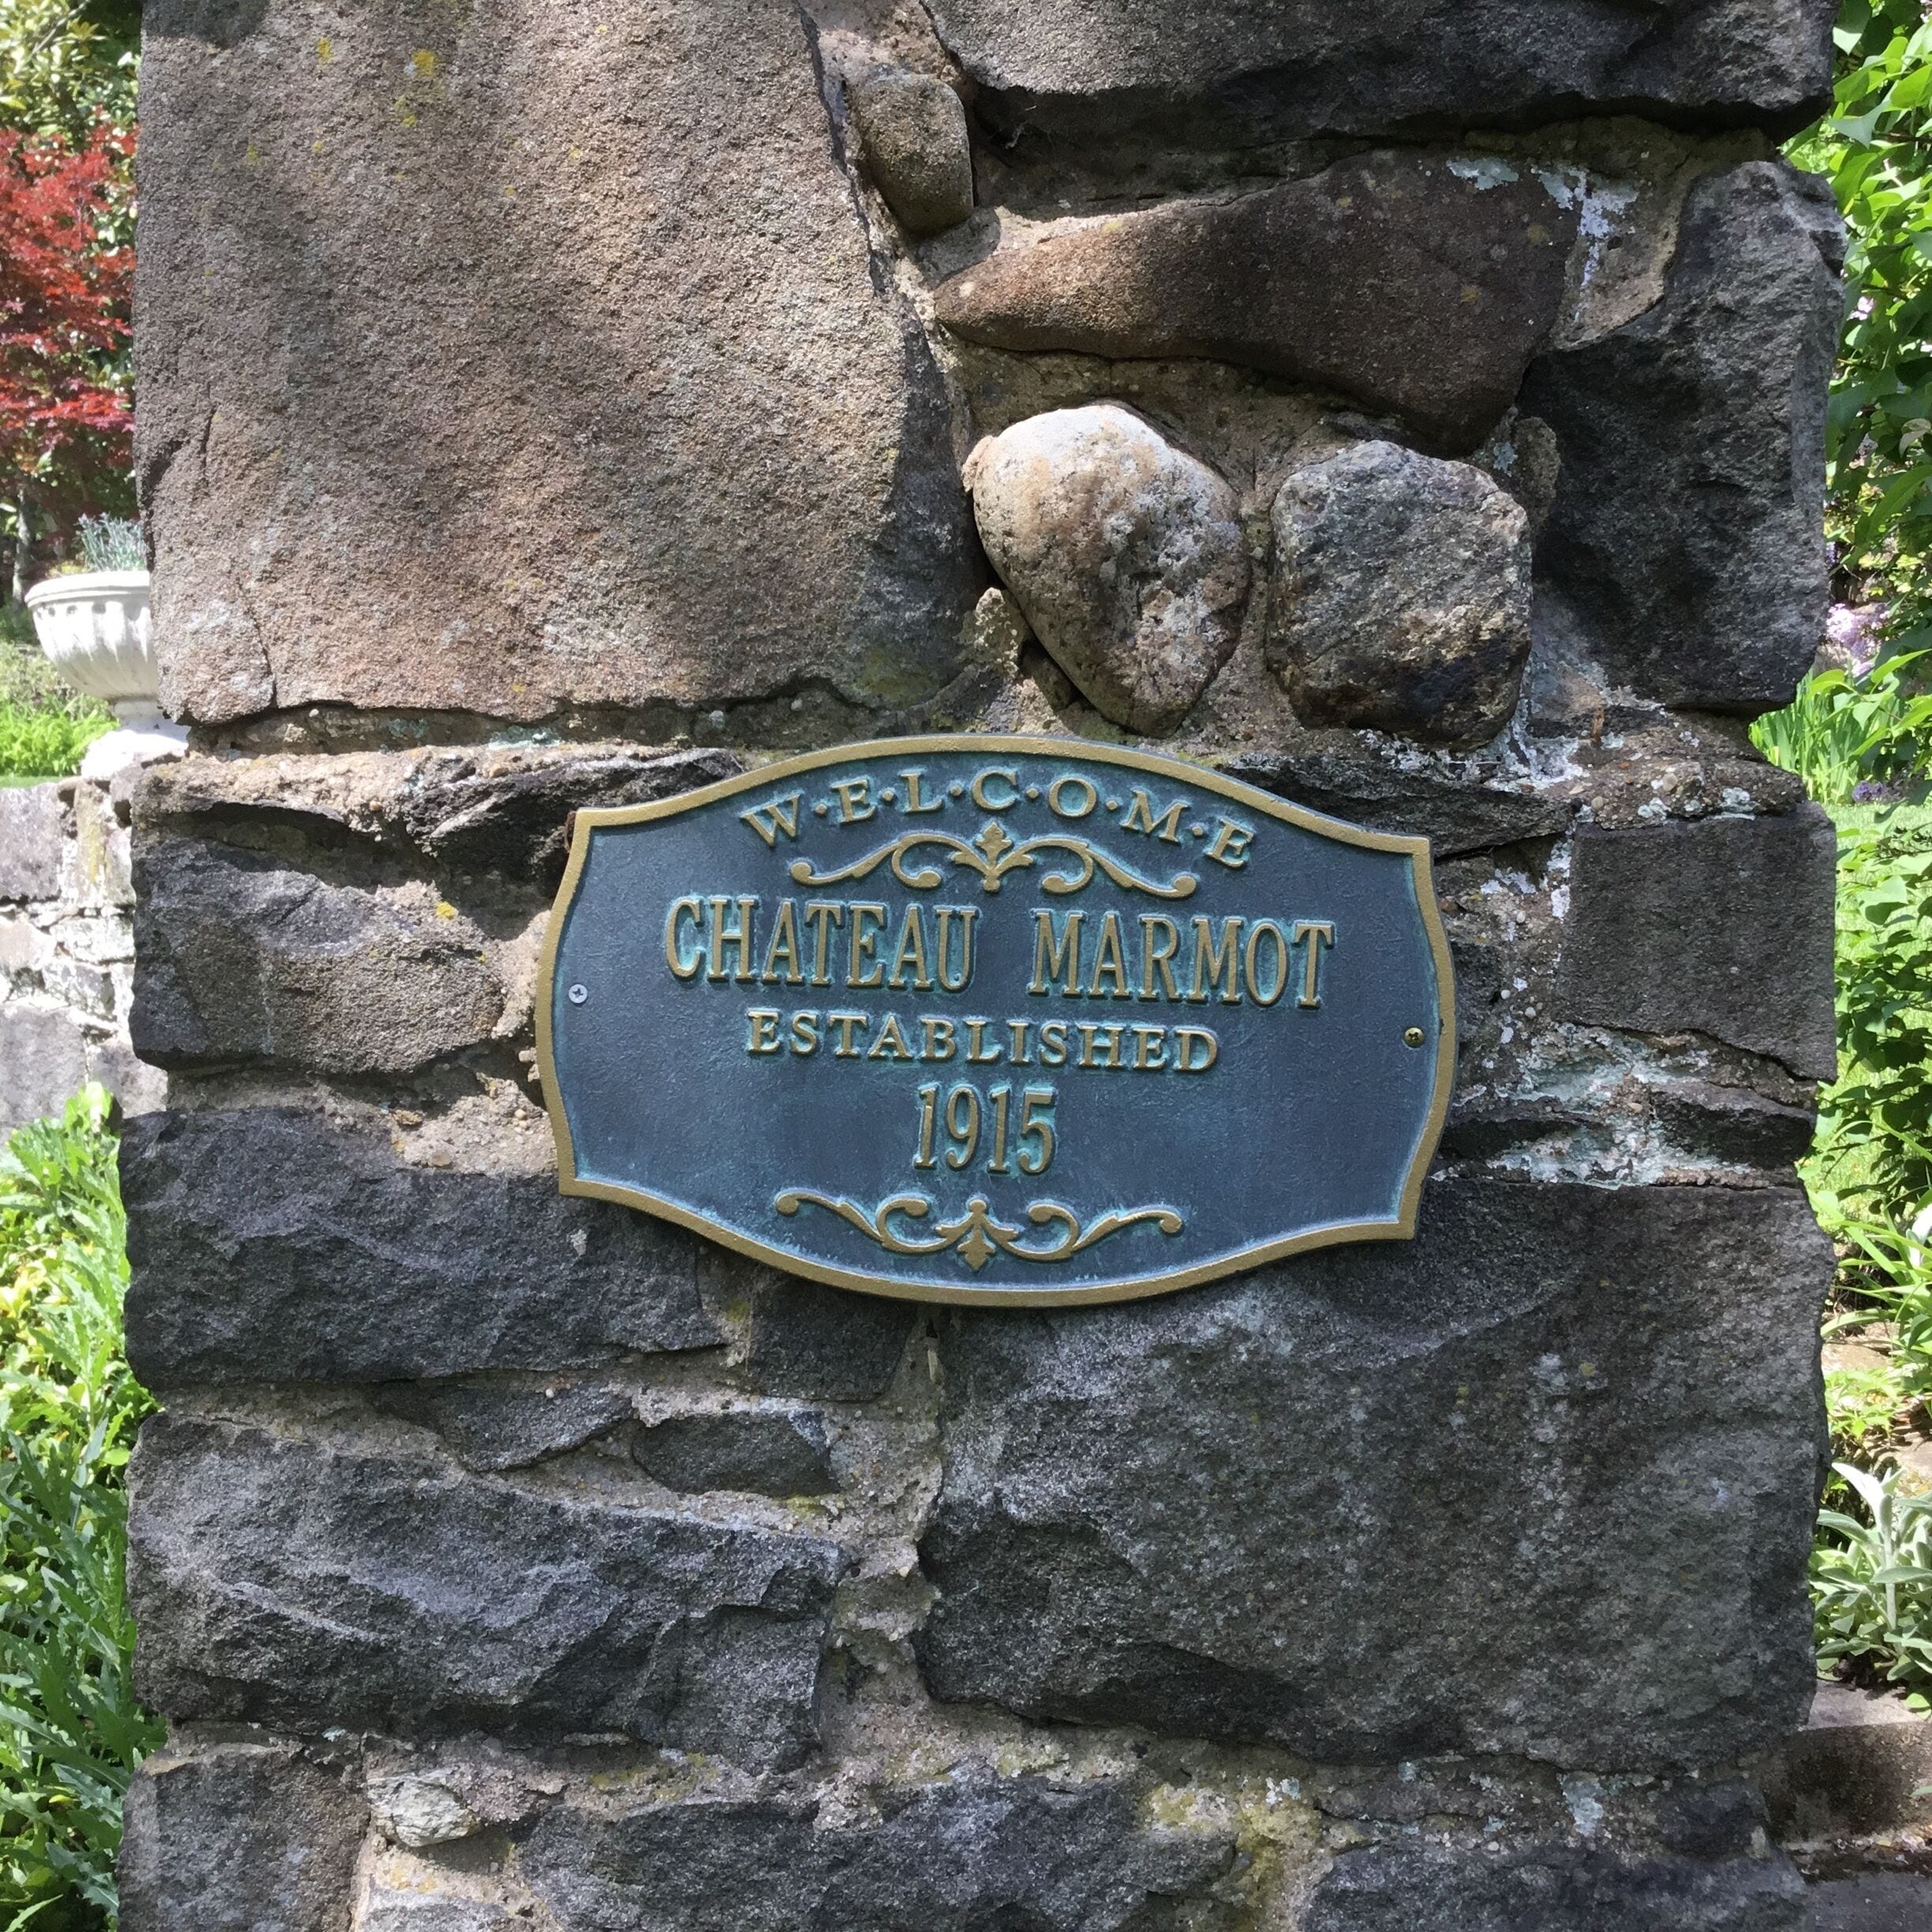 W·E·L·C·O·M·E
CHATEAU MARMOT
ESTABLISHED
1915